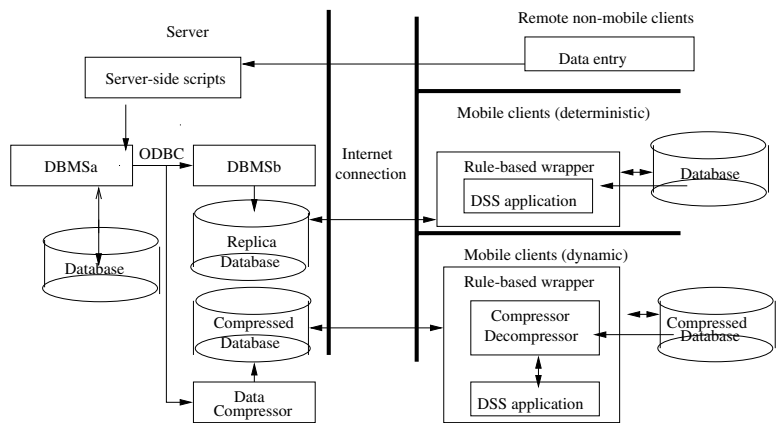 Remote non-mobile clients
Server
Data entry
Server-side scripts
Mobile clients (deterministic)
ODBC
Internet
connection
DBMSa
DBMSb
Rule-based wrapper
DSS application
Database
Replica
Database
Database
Mobile clients (dynamic)
Rule-based wrapper
Compressed
Database
Compressor
Decompressor
Compressed
Database
Data
Compressor
DSS application